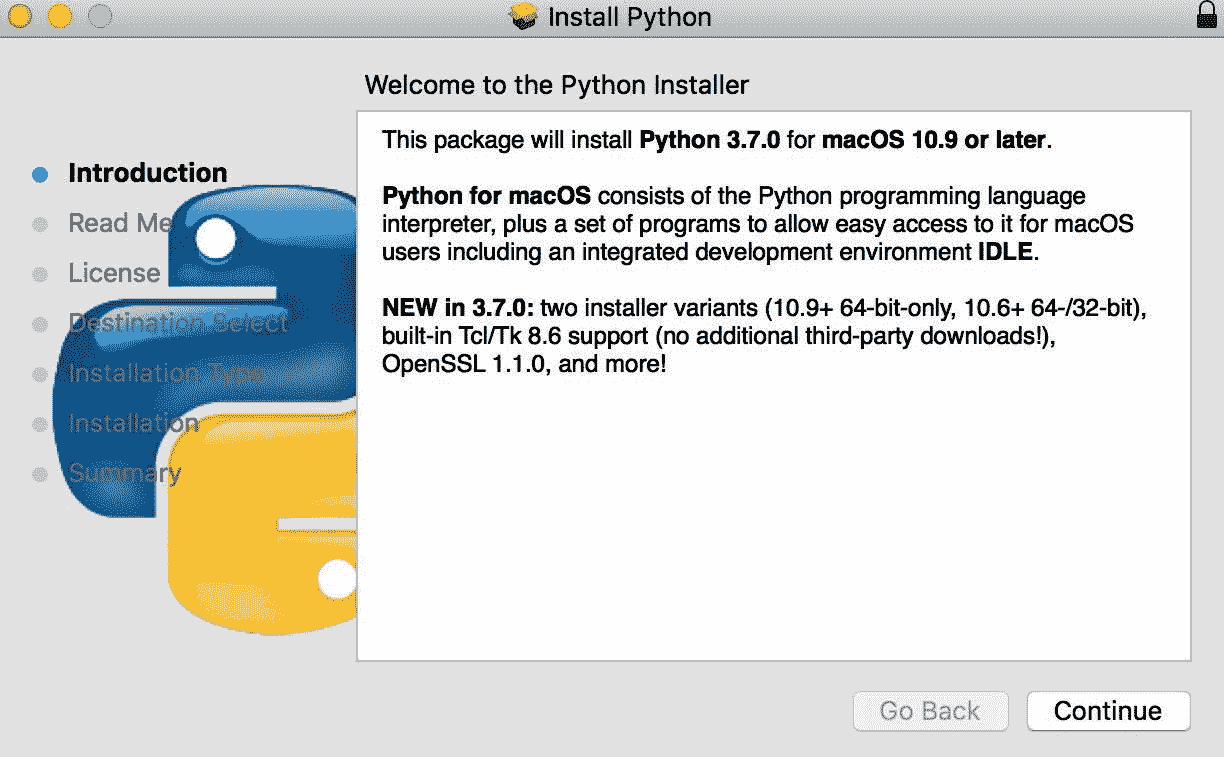 Install Python
Welcome to the Python Installer
Introduction
Read Me
License
Destination Select
Installation Type
Installation
Summary
This package will install Python 3.7.0 for macOS 10.9 or later.
Python for macOS consists of the Python programming language
interpreter, plus a set of programs to allow easy access to it for macOS
users including an integrated development environment IDLE.
NEW in 3.7.0: two installer variants (10.9+ 64-bit-only, 10.6+ 64-/32-bit),
built-in Tcl/Tk 8.6 support (no additional third-party downloads!),
OpenSSL 1.1.0, and more!
Go Back
Continue